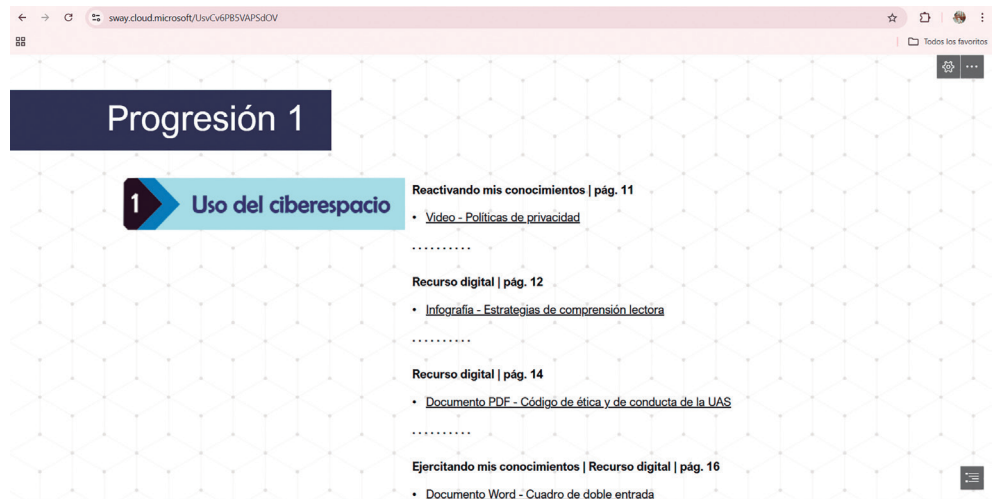 sway.cloud.microsoft/UsvCv6PB5VAPSdOV
Todos los favoritos
Progresión 1
1 Uso del ciberespacio
Reactivando mis conocimientos | pág. 11
• Video - Políticas de privacidad
..........
Recurso digital | pág. 12
• Infografía - Estrategias de comprensión lectora
..........
Recurso digital | pág. 14
• Documento PDF - Código de ética y de conducta de la UAS
..........
Ejercitando mis conocimientos | Recurso digital | pág. 16
• Documento Word - Cuadro de doble entrada